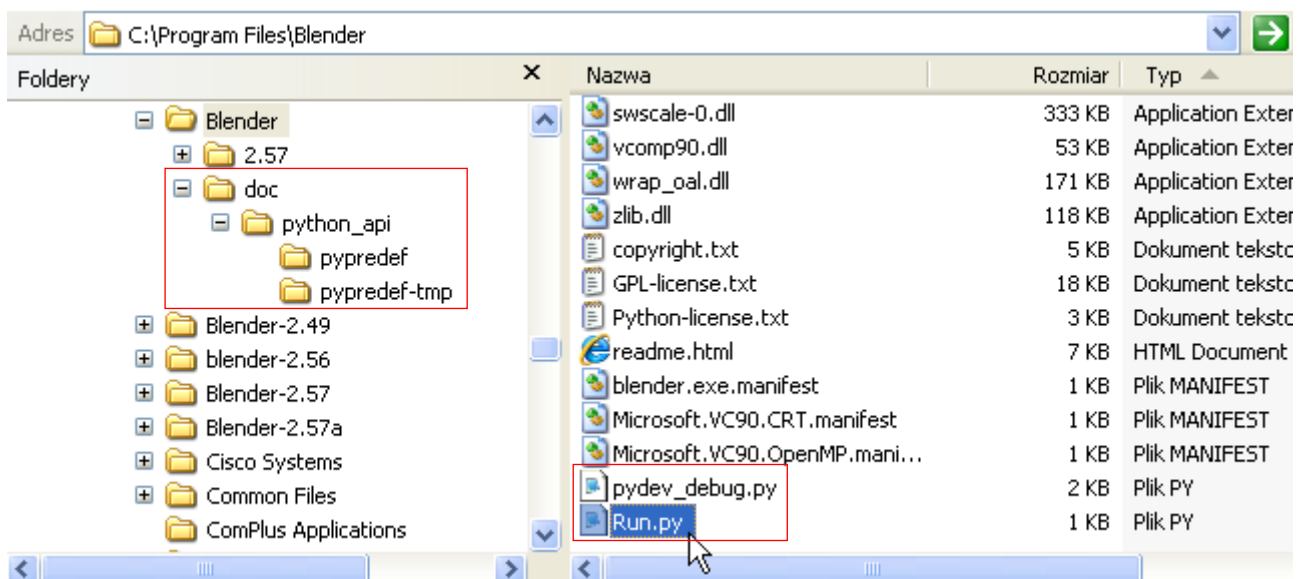 Adres C:\Program Files\Blender
Foldery
Blender
2.57
doc
python_api
pypredef
pypredef-tmp
Blender-2.49
blender-2.56
Blender-2.57
Blender-2.57a
Cisco Systems
Common Files
ComPlus Applications
Nazwa Rozmiar Typ
swscale-0.dll 333 KB Application Exter
vcomp90.dll 53 KB Application Exter
wrap_oal.dll 171 KB Application Exter
zlib.dll 118 KB Application Exter
copyright.txt 5 KB Dokument teksto
GPL-license.txt 18 KB Dokument teksto
Python-license.txt 3 KB Dokument teksto
readme.html 7 KB HTML Document
blender.exe.manifest 1 KB Plik MANIFEST
Microsoft.VC90.CRT.manifest 1 KB Plik MANIFEST
Microsoft.VC90.OpenMP.mani... 1 KB Plik MANIFEST
pydev_debug.py 2 KB Plik PY
Run.py 1 KB Plik PY